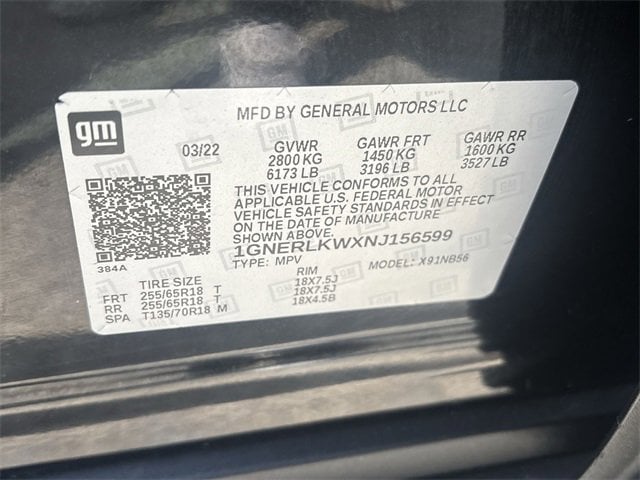 MFD BY GENERAL MOTORS LLC
gm
03/22 GVWR GAWR FRT GAWR RR
2800 KG 1450 KG 1600 KG
6173 LB 3196 LB 3527 LB
THIS VEHICLE CONFORMS TO ALL
APPLICABLE U.S. FEDERAL MOTOR
VEHICLE SAFETY STANDARDS IN EFFECT
ON THE DATE OF MANUFACTURE
SHOWN ABOVE.
1GNERLKWXNJ156599
TYPE: MPV MODEL: X91NB56
384A
TIRE SIZE RIM
FRT 255/65R18 T 18X7.5J
RR 255/65R18 T 18X7.5J
SPA T135/70R18 M 18X4.5B